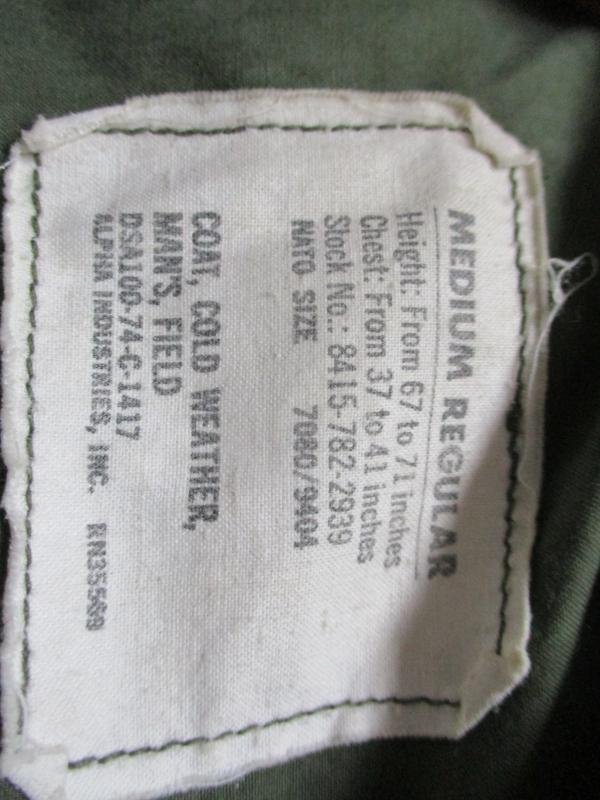 MEDIUM REGULAR
Height: From 67 to 71 inches
Chest: From 37 to 41 inches
Stock No.: 8415-782-2939
NATO SIZE 7080/9404
COAT, COLD WEATHER,
MAN'S, FIELD
DSA100-74-C-1417
ALPHA INDUSTRIES, INC.